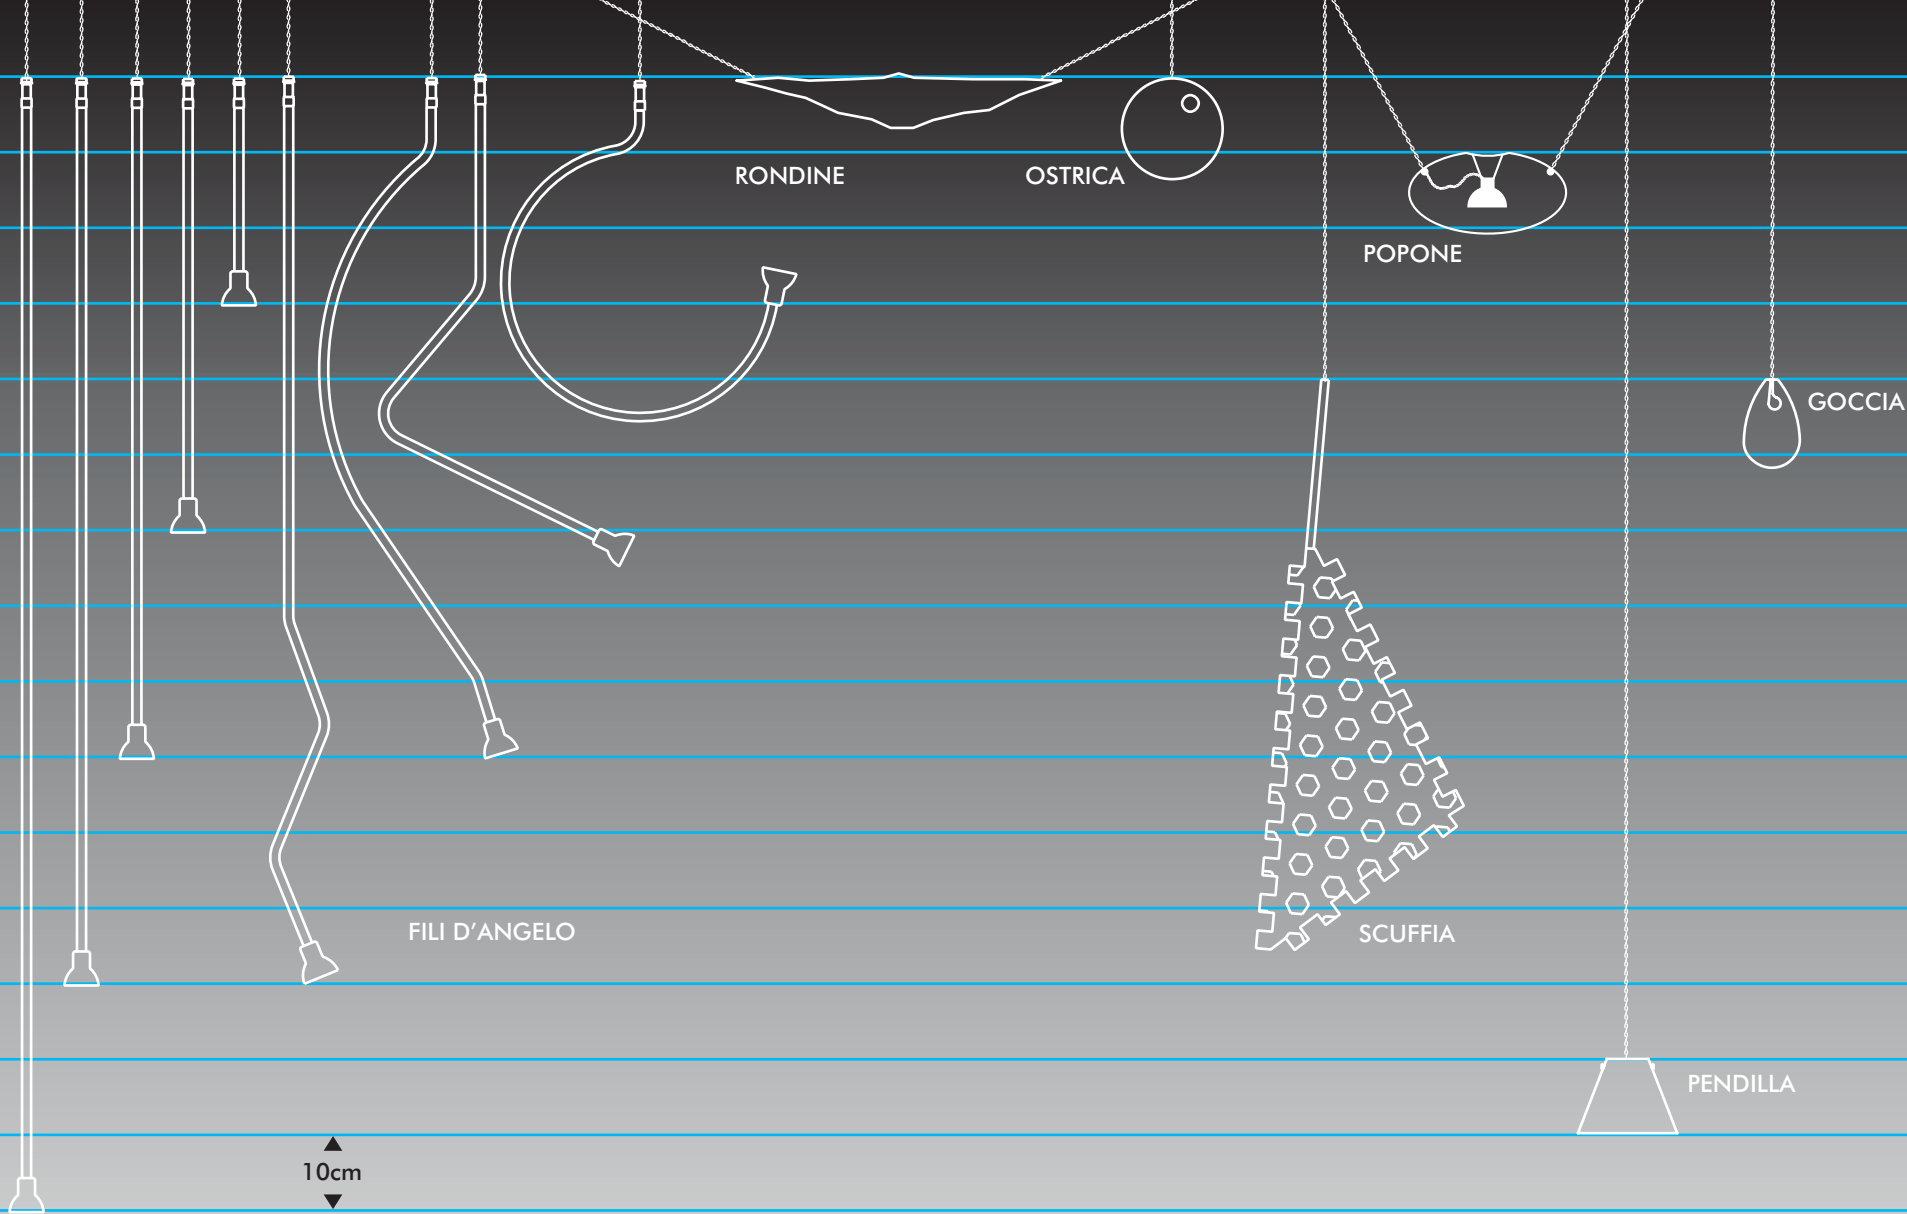 RONDINE
OSTRICA
POPONE
GOCCIA
FILI D’ANGELO
SCUFFIA
PENDILLA
10cm